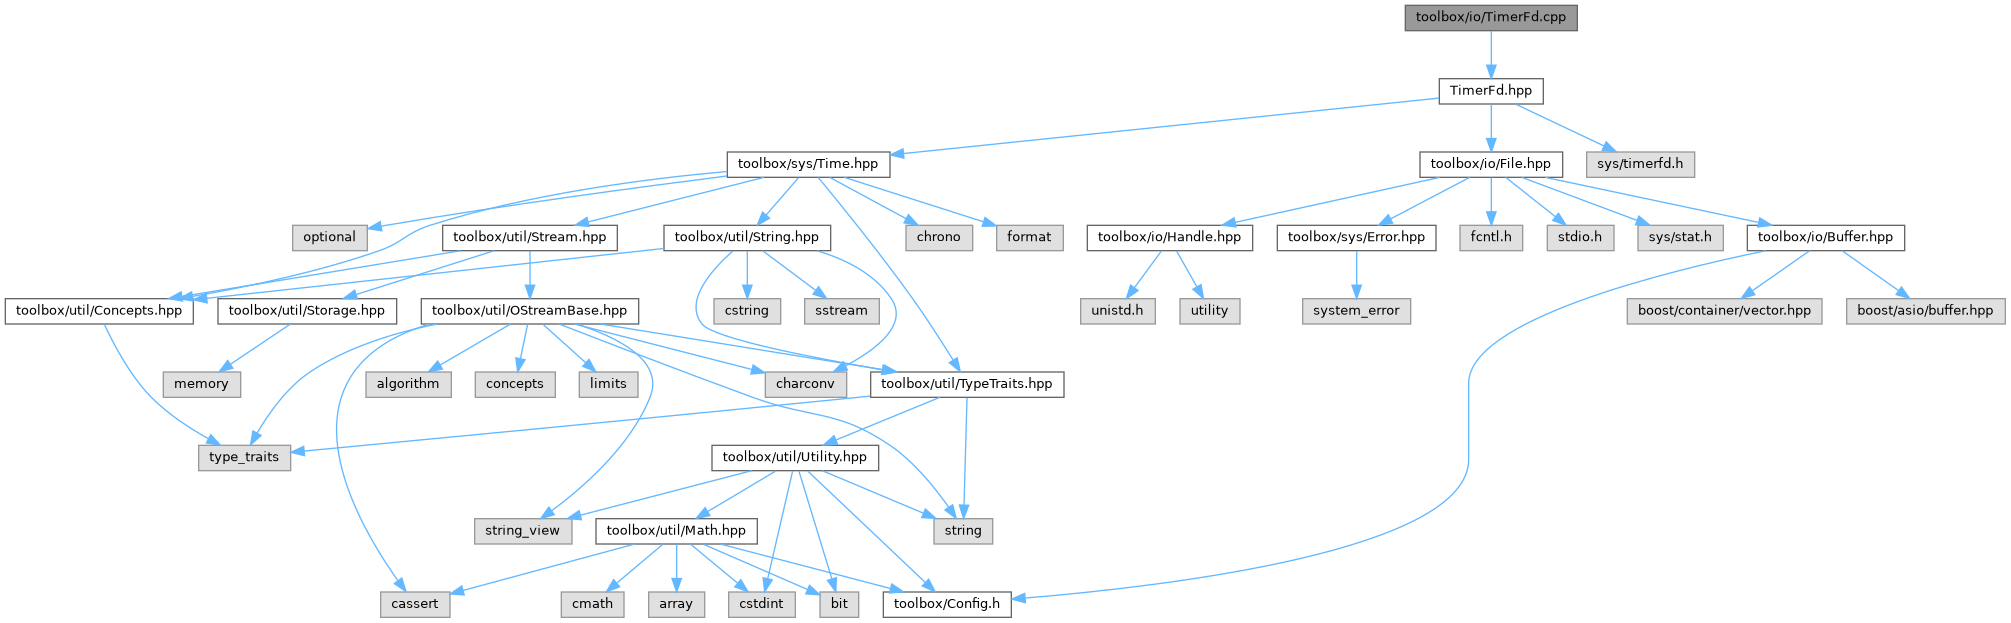 toolbox/io/TimerFd.cpp
TimerFd.hpp
toolbox/sys/Time.hpp
toolbox/io/File.hpp
sys/timerfd.h
optional
toolbox/util/Stream.hpp
toolbox/util/String.hpp
chrono
format
toolbox/io/Handle.hpp
toolbox/sys/Error.hpp
fcntl.h
stdio.h
sys/stat.h
toolbox/io/Buffer.hpp
toolbox/util/Concepts.hpp
toolbox/util/Storage.hpp
toolbox/util/OStreamBase.hpp
cstring
sstream
unistd.h
utility
system_error
boost/container/vector.hpp
boost/asio/buffer.hpp
memory
algorithm
concepts
limits
charconv
toolbox/util/TypeTraits.hpp
type_traits
toolbox/util/Utility.hpp
string_view
toolbox/util/Math.hpp
string
cassert
cmath
array
cstdint
bit
toolbox/Config.h